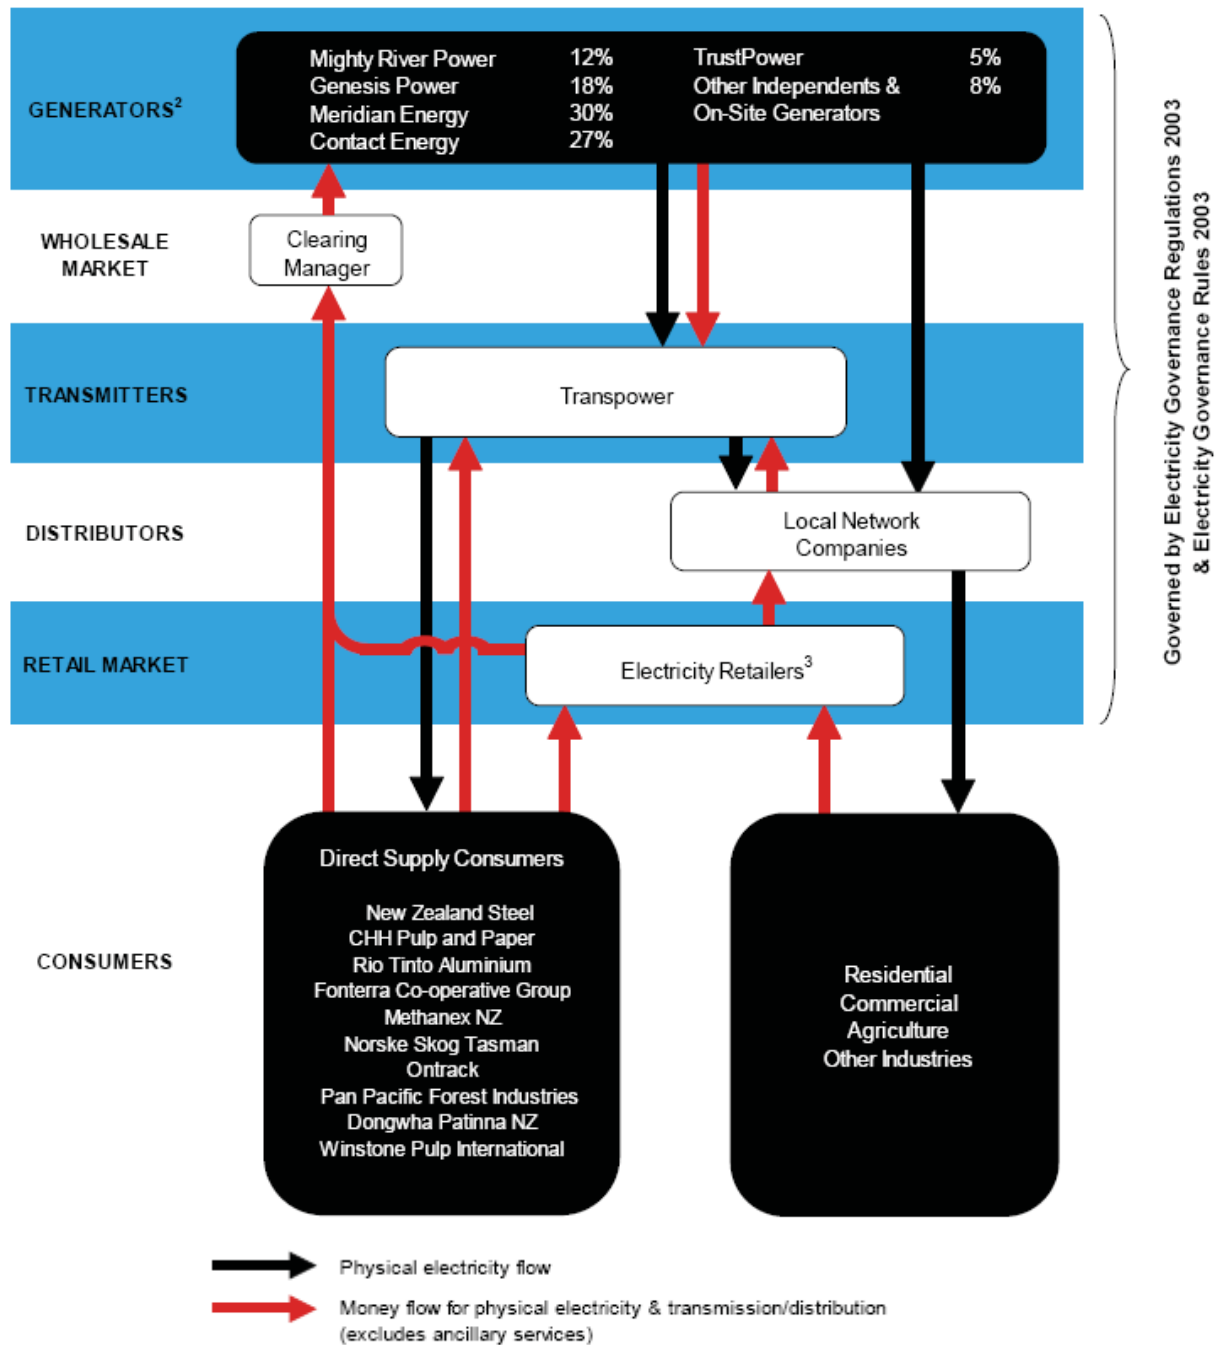 Mighty River Power 12% TrustPower 5%
Genesis Power 18% Other Independents & 8%
GENERATORS2
Meridian Energy 30% On-Site Generators
Contact Energy 27%
WHOLESALE
MARKET
Clearing
Manager
TRANSMITTERS
Transpower
DISTRIBUTORS
Local Network
Companies
RETAIL MARKET
Electricity Retailers3
Governed by Electricity Governance Regulations 2003
& Electricity Governance Rules 2003
CONSUMERS
Direct Supply Consumers
New Zealand Steel
CHH Pulp and Paper
Rio Tinto Aluminium
Fonterra Co-operative Group
Methanex NZ
Norske Skog Tasman
Ontrack
Pan Pacific Forest Industries
Dongwha Patinna NZ
Winstone Pulp International
Residential
Commercial
Agriculture
Other Industries
Physical electricity flow
Money flow for physical electricity & transmission/distribution
(excludes ancillary services)